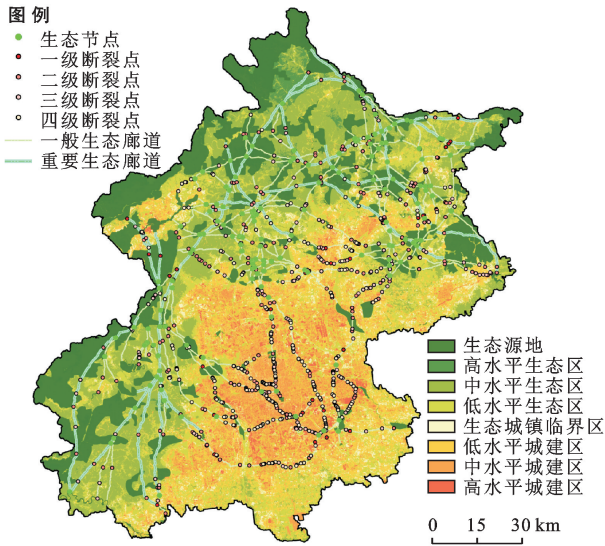 图例
生态节点
一级断裂点
二级断裂点
三级断裂点
四级断裂点
一般生态廊道
重要生态廊道
生态源地
高水平生态区
中水平生态区
低水平生态区
生态城镇临界区
低水平城建区
中水平城建区
高水平城建区
0 15 30 km